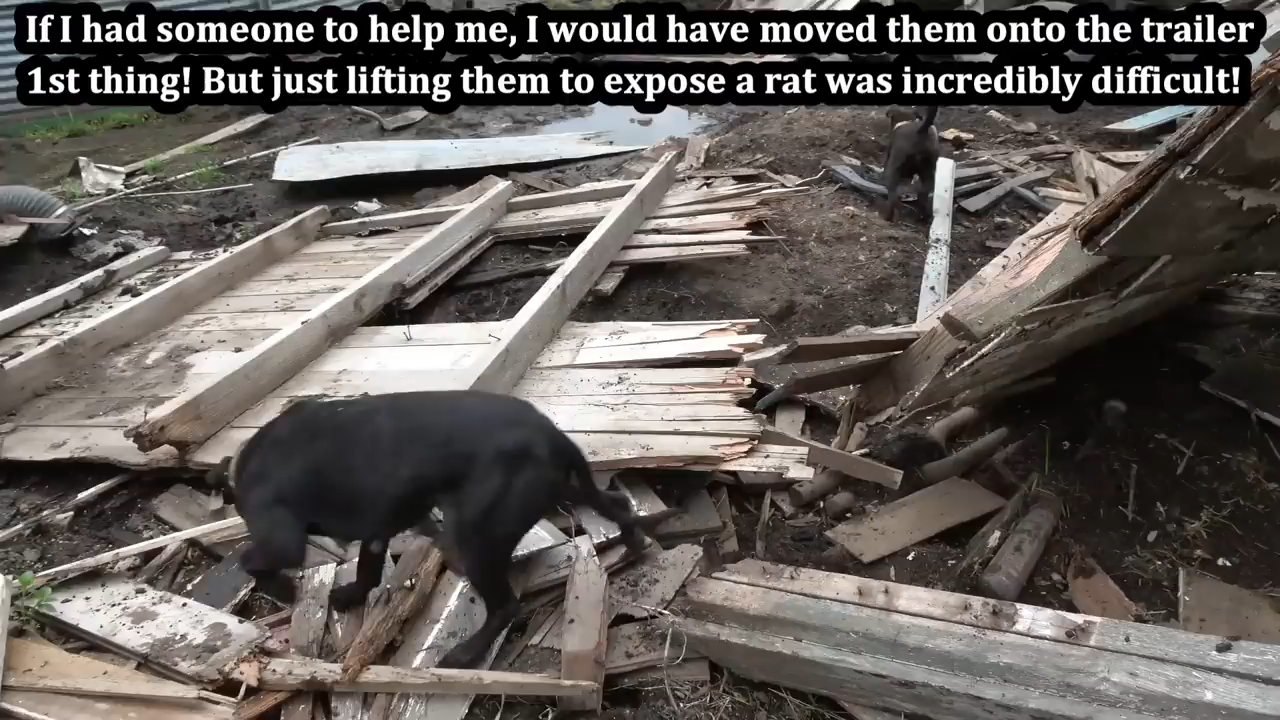 If I had someone to help me, I would have moved them onto the trailer
1st thing! But just lifting them to expose a rat was incredibly difficult!